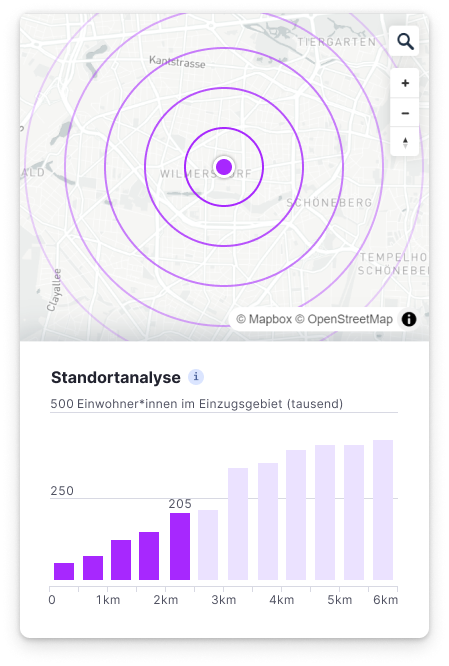 TIERGARTEN
Kantstrasse
ALD
WILMERSDORF
SCHÖNEBERG
TEMPELHO
SCHÖNEBER
Clayallee
© Mapbox © OpenStreetMap
Standortanalyse
500 Einwohner*innen im Einzugsgebiet (tausend)
250
205
0 1km 2km 3km 4km 5km 6km